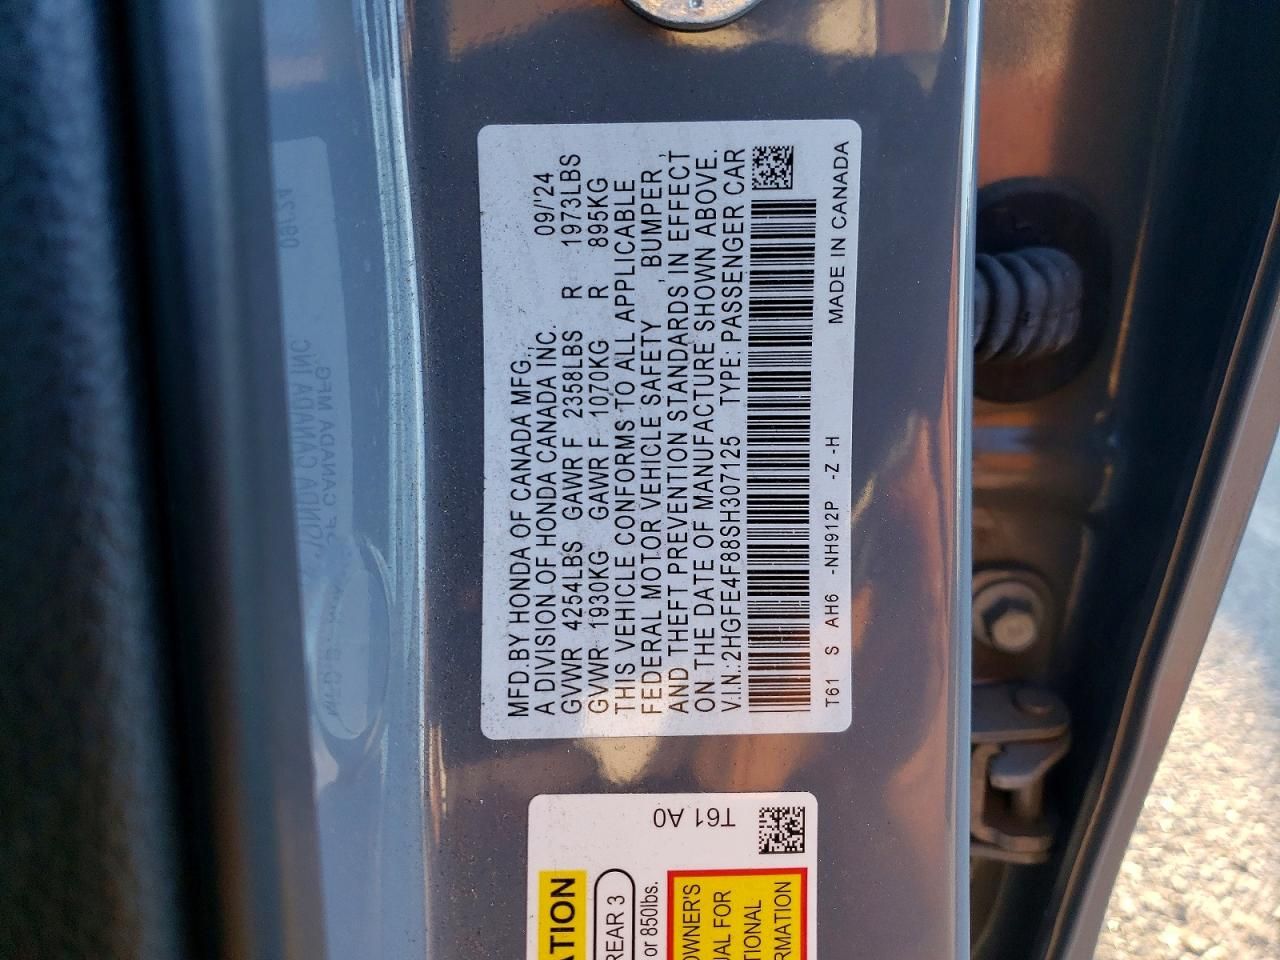 MFD.BY HONDA OF CANADA MFG.,
A DIVISION OF HONDA CANADA INC. 09/'24
GVWR 4254LBS GAWR F 2358LBS R 1973LBS
GVWR 1930KG GAWR F 1070KG R 895KG
THIS VEHICLE CONFORMS TO ALL APPLICABLE
FEDERAL MOTOR VEHICLE SAFETY , BUMPER ,
AND THEFT PREVENTION STANDARDS IN EFFECT
ON THE DATE OF MANUFACTURE SHOWN ABOVE.
V.I.N.:2HGFE4F88SH307125 TYPE: PASSENGER CAR
T61 S AH6 -NH912P -Z -H MADE IN CANADA
T61 A0
ATION
REAR 3
or 850lbs.
OWNER'S
UAL FOR
TIONAL
RMATION